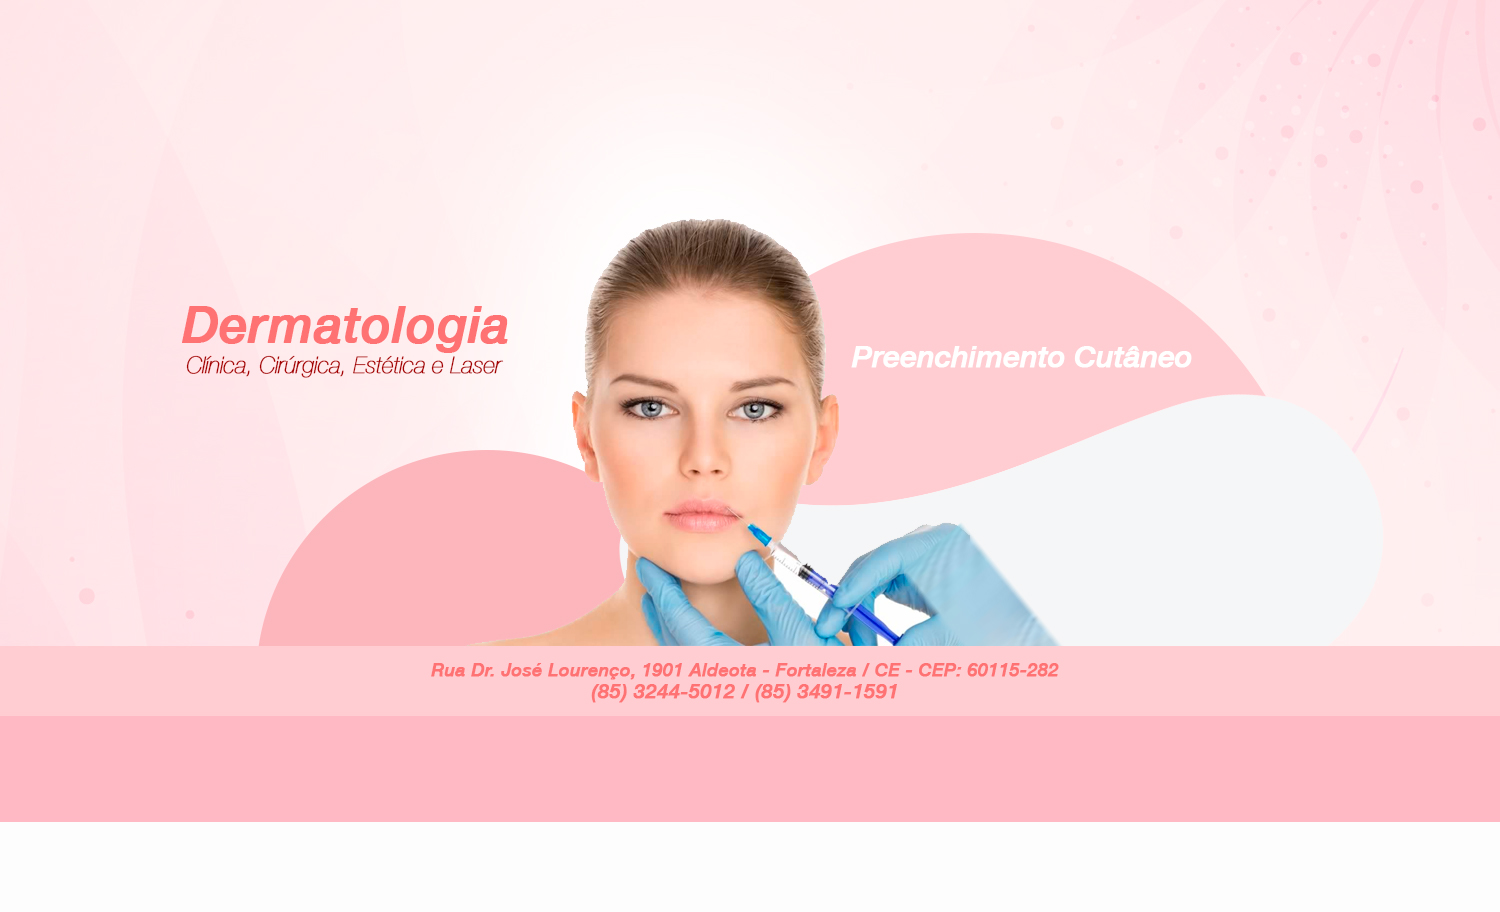 Dermatologia
Clínica, Cirúrgica, Estética e Laser
Preenchimento Cutâneo
Rua Dr. José Lourenço, 1901 Aldeota - Fortaleza / CE - CEP: 60115-282
(85) 3244-5012 / (85) 3491-1591